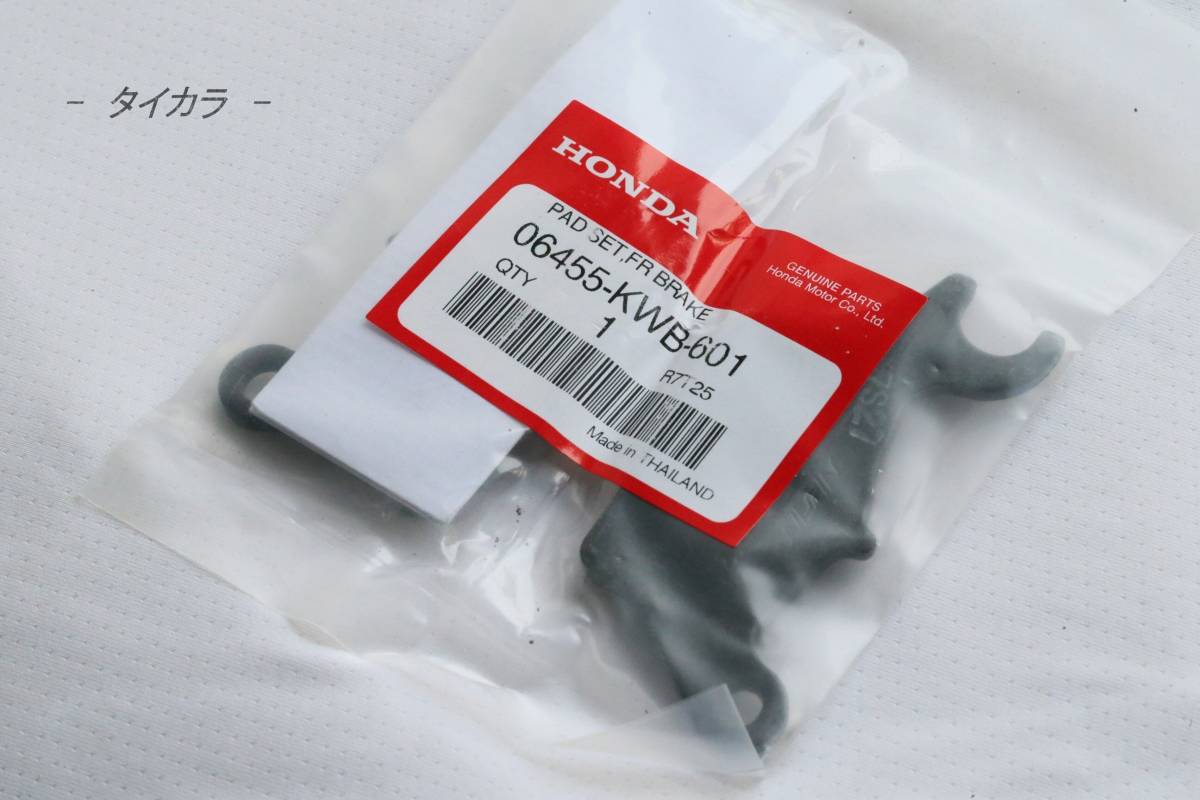 - タイカラ -
HONDA
GENUINE PARTS
Honda Motor Co., Ltd.
PAD SET,FR BRAKE
06455-KWB-601
QTY 1
R7T25
Made in THAILAND